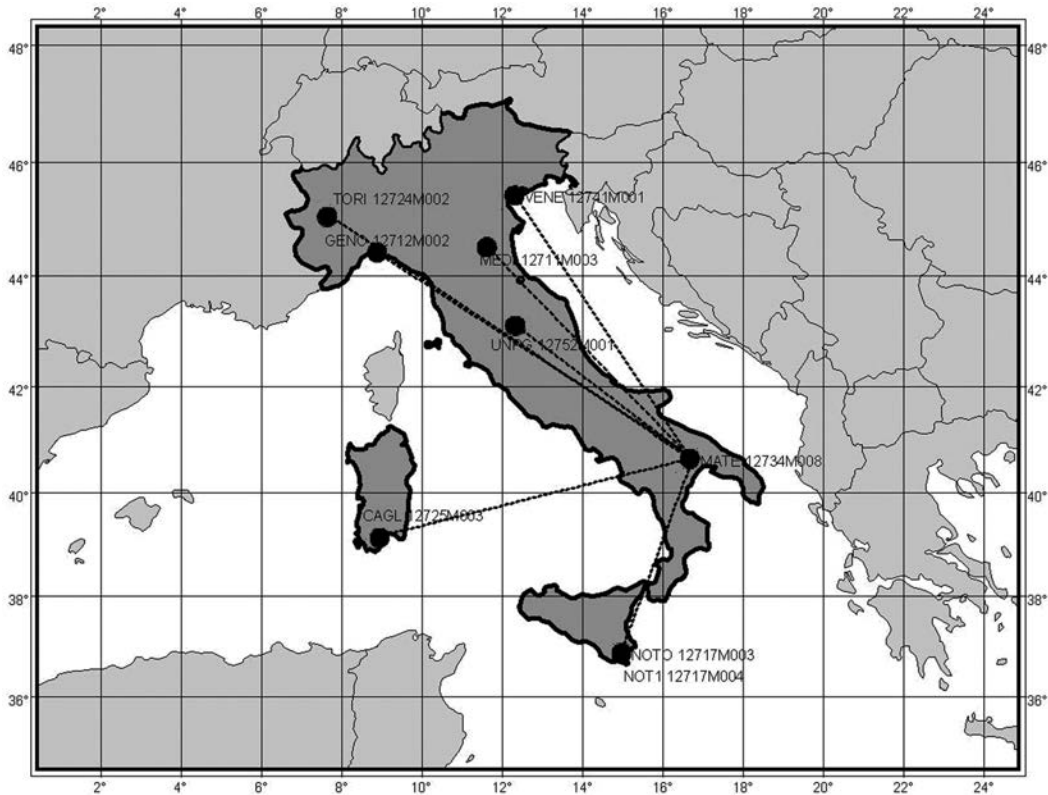 2° 4° 6° 8° 10° 12° 14° 16° 18° 20° 22° 24°
48° 48°
46° 46°
TORI 12724M002
VENE 12741M001
GENO 12712M002
MEDI 12711M003
44° 44°
UNPG 12752M001
42° 42°
MATE 12734M008
40° 40°
CAGL 12725M003
38° 38°
NOTO 12717M003
NOT1 12717M004
36° 36°
2° 4° 6° 8° 10° 12° 14° 16° 18° 20° 22° 24°